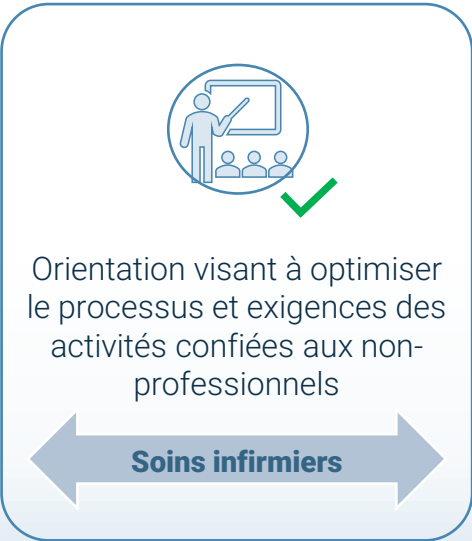 Orientation visant à optimiser
le processus et exigences des
activités confiées aux non-
professionnels
Soins infirmiers